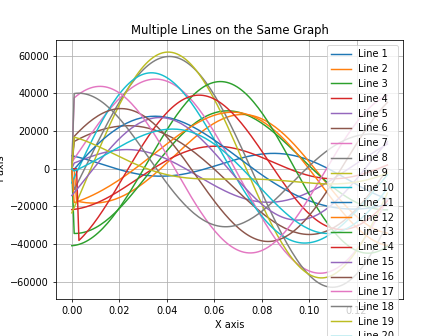 Multiple Lines on the Same Graph
60000
40000
20000
0
−20000
−40000
−60000
0.00
0.02
0.04
0.06
0.08
0.10
X axis
Line 1
Line 2
Line 3
Line 4
Line 5
Line 6
Line 7
Line 8
Line 9
Line 10
Line 11
Line 12
Line 13
Line 14
Line 15
Line 16
Line 17
Line 18
Line 19
Line 20